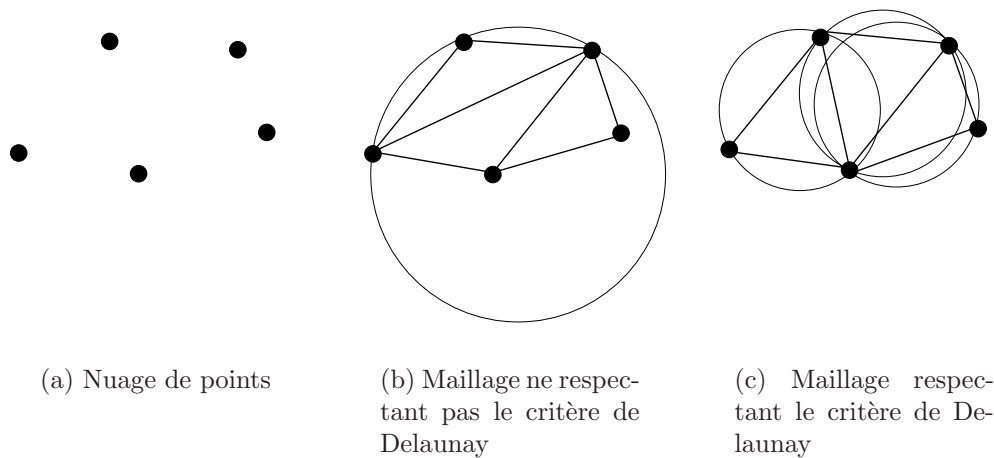 (a) Nuage de points
(b) Maillage ne respec-
tant pas le critère de
Delaunay
(c) Maillage respec-
tant le critère de De-
launay